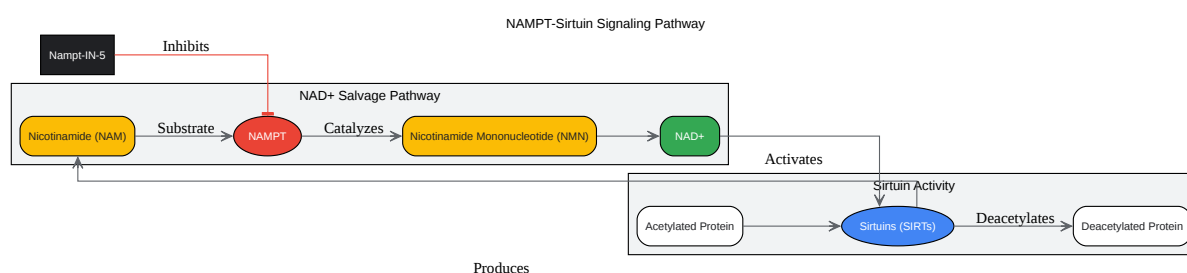 NAMPT-Sirtuin Signaling Pathway
Nampt-IN-5
Inhibits
NAD+ Salvage Pathway
Nicotinamide (NAM)
Substrate
NAMPT
Catalyzes
Nicotinamide Mononucleotide (NMN)
NAD+
Activates
Sirtuin Activity
Acetylated Protein
Sirtuins (SIRTs)
Deacetylates
Deacetylated Protein
Produces